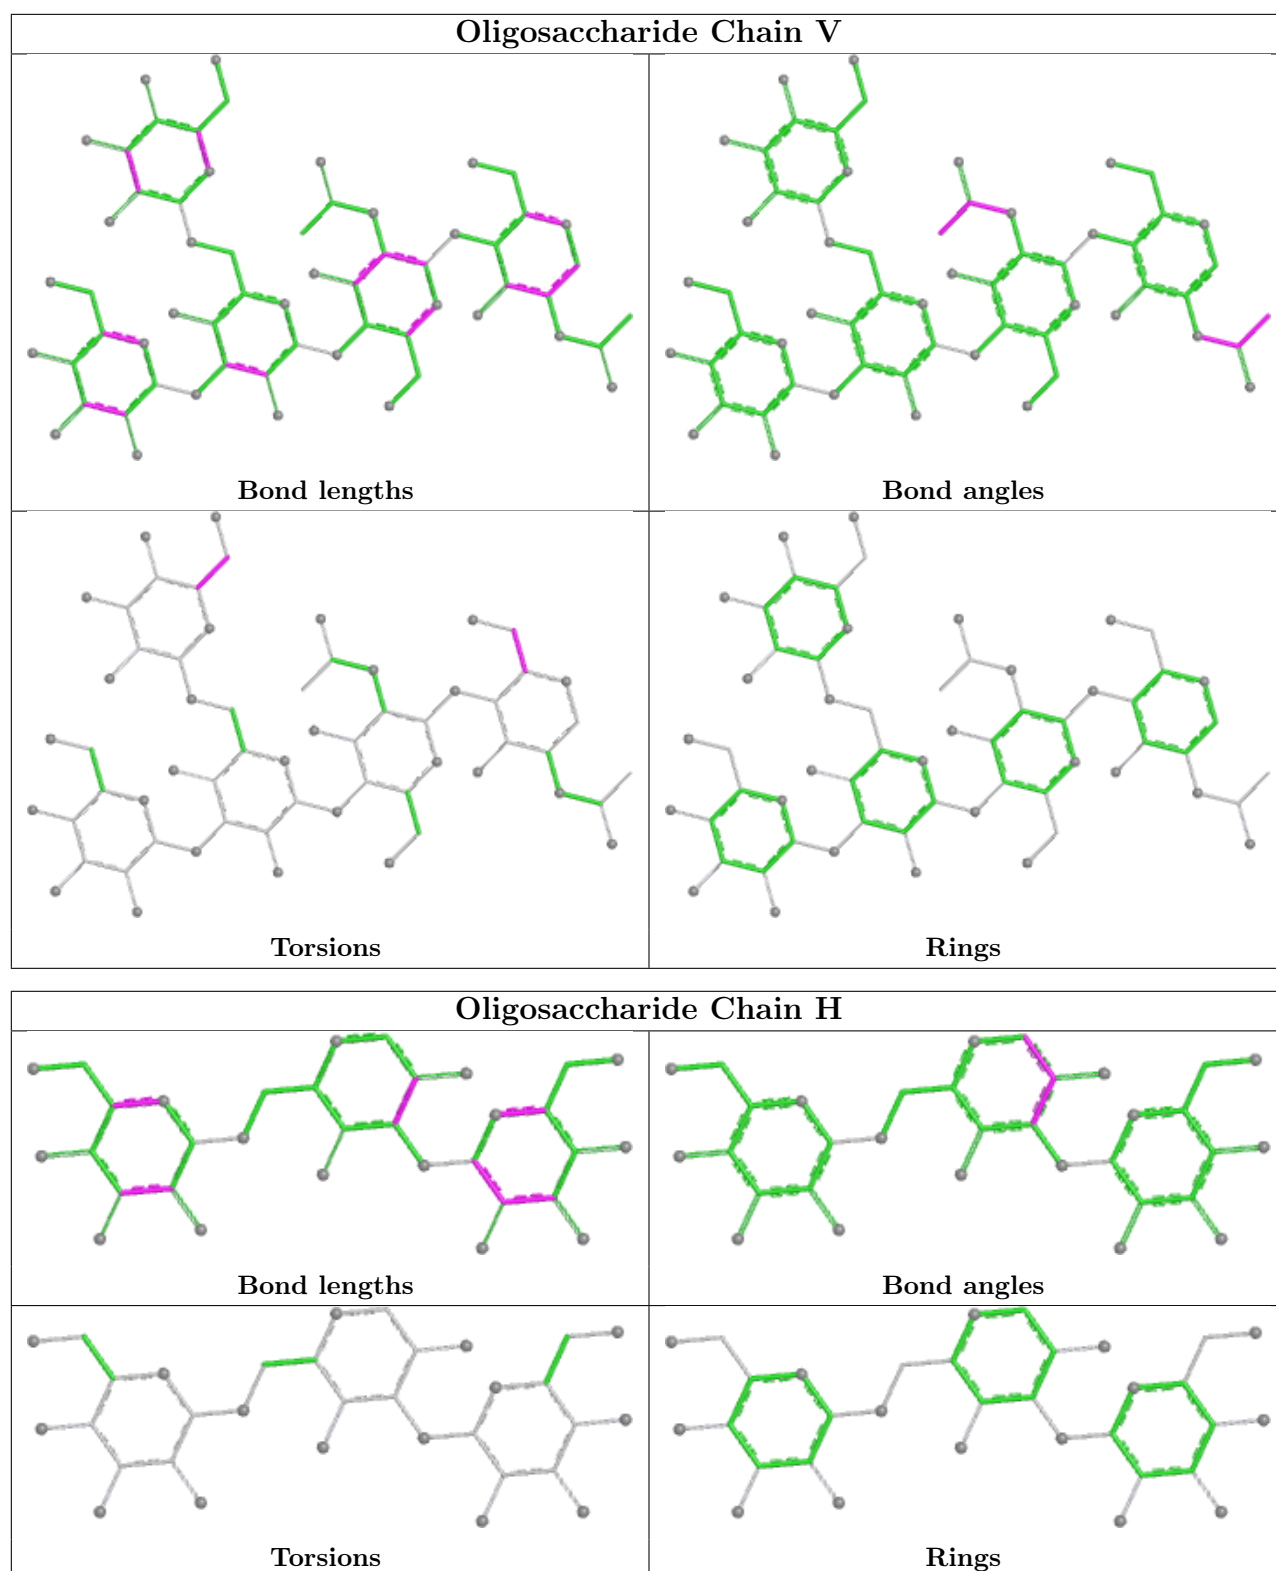 Oligosaccharide Chain V
Bond lengths
Bond angles
Torsions
Rings
Oligosaccharide Chain H
Bond lengths
Bond angles
Torsions
Rings